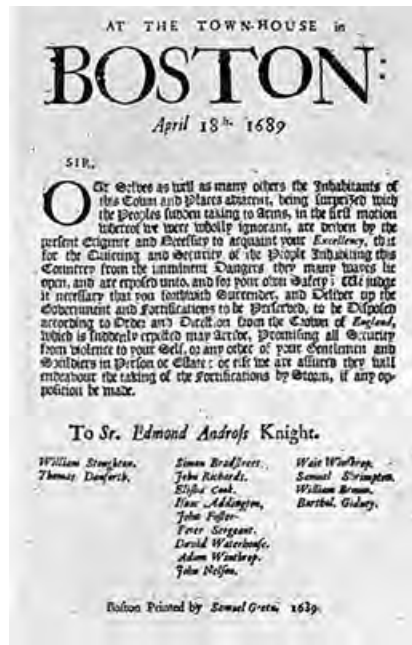 AT THE TOWN-HOUSE in
BOSTON:
April 18th. 1689
SIR,
OUr Selves as well as many others the Inhabitants of
this Town and Places adjacent, being surprized with
the Peoples sudden taking to Arms, in the first motion
whereof we were wholly ignorant, are driven by the
present Exigence and Necessity to acquaint your Excellency, that
for the Quieting and Security of the People Inhabiting this
Countrey from the imminent Dangers they many wayes lie
open, and are exposed unto, and for your own Safety; We judge
it necessary that you forthwith Surrender, and Deliver up the
Government and Fortifications to be Preserved, to be Disposed
according to Order and Direction from the Crown of England,
which is suddenly expected may Arrive, Promising all Security
from violence to your Self, or any other of your Gentlemen and
Souldiers in Person or Estate: or else we are assured they will
endeavour the taking of the Fortifications by Storm, if any op-
position be made.
To Sr. Edmond Andross Knight.
William Stoughton.
Thomas Danforth.
Simon Bradstreet.
John Richards.
Elisha Cook.
Isaac Addington,
John Foster
Peter Sergeant.
David Waterhouse.
Adam Winthrop.
John Nelson.
Wait Winthrop.
Samuel Shrimpton.
William Brown.
Barthol. Gidney.
Boston Printed by Samuel Green. 1689.